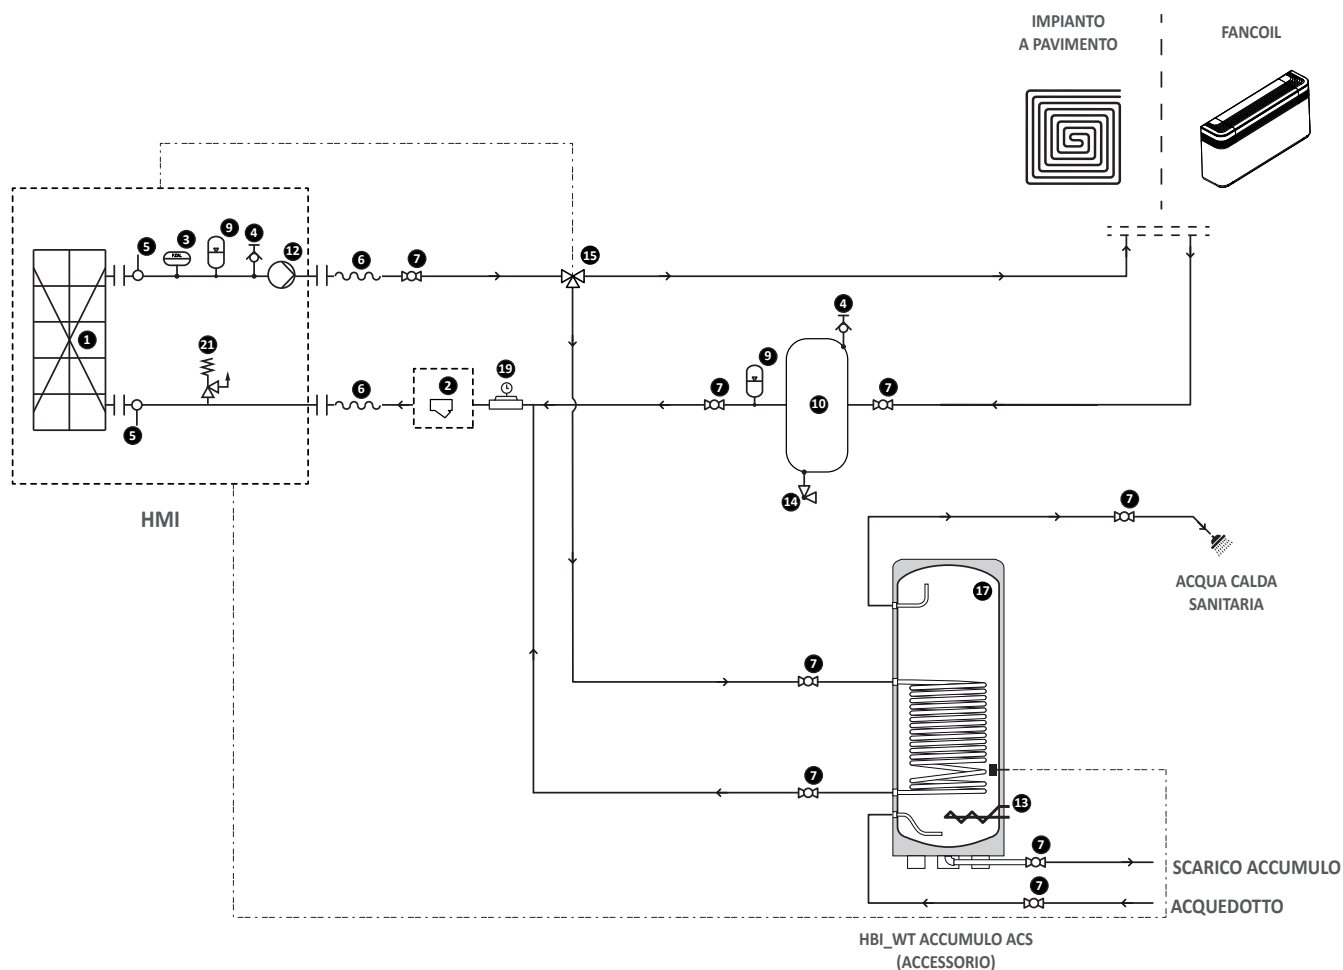 IMPIANTO
A PAVIMENTO
FANCOIL
9
5
3
4
12
6
7
15
1
21
5
6
2
19
7
9
4
10
7
14
HMI
7
ACQUA CALDA
SANITARIA
17
7
7
13
7
SCARICO ACCUMULO
7
ACQUEDOTTO
HBI_WT ACCUMULO ACS
(ACCESSORIO)